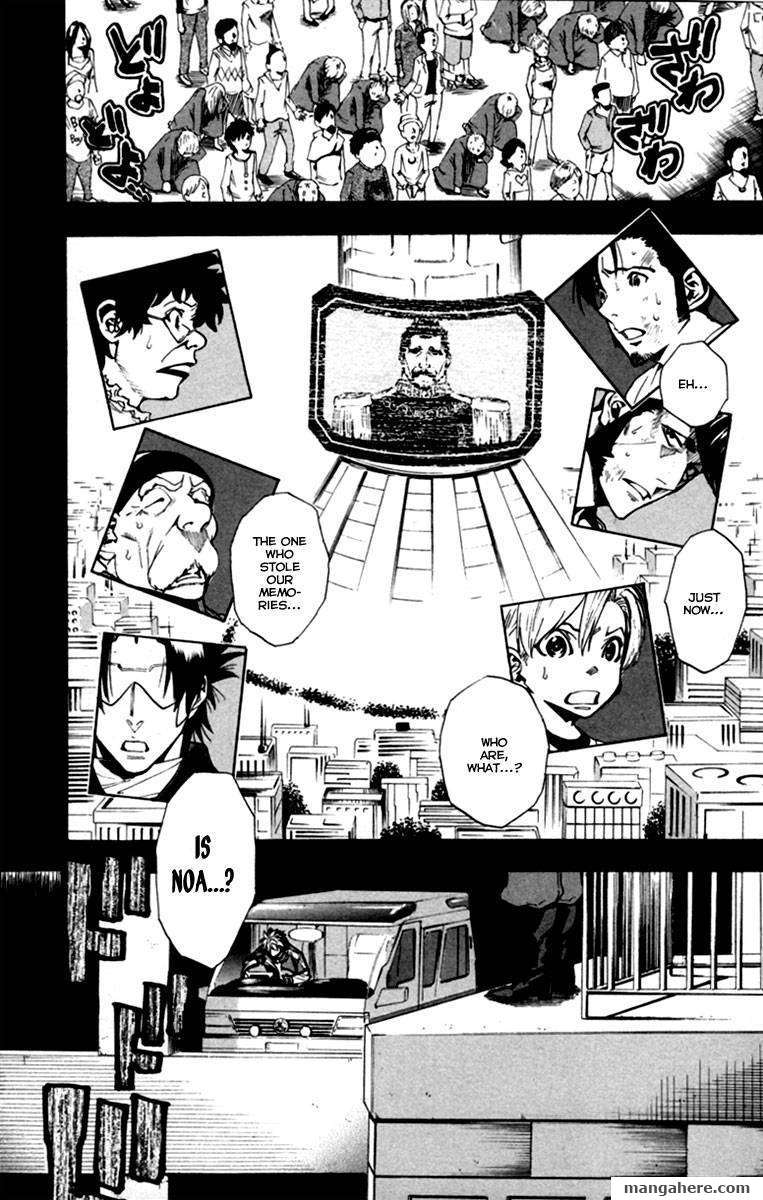 ざわ
ざわ
どよ
どよ…
EH...
JUST
NOW...
THE ONE
WHO
STOLE
OUR
MEMO-
RIES...
WHO
ARE,
WHAT...?
IS
NOA...?
mangahere.com